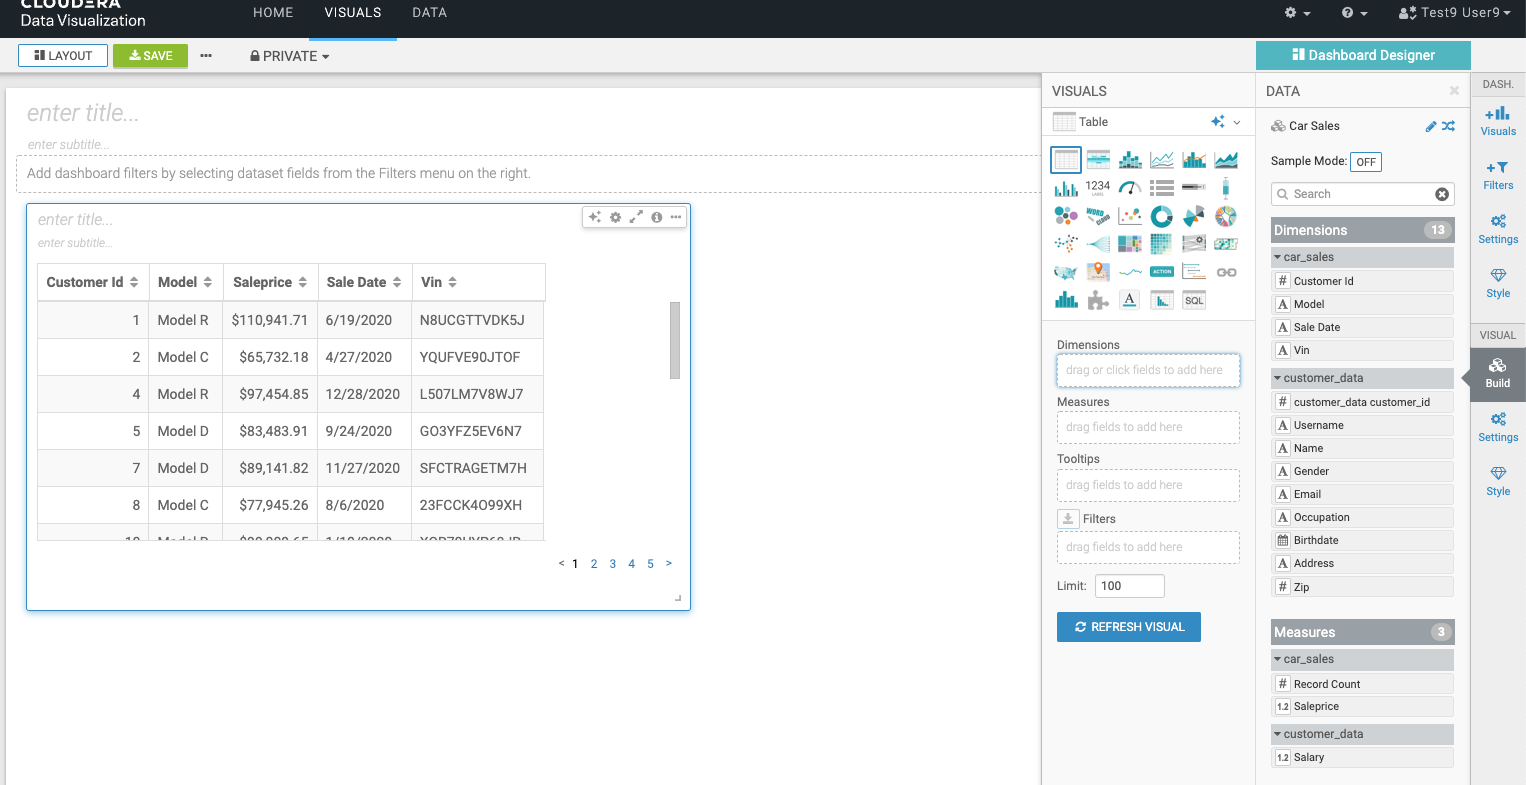 CLOUDERA
Data Visualization
HOME
VISUALS
DATA
Test9 User9
LAYOUT
SAVE
PRIVATE
Dashboard Designer
enter title...
enter subtitle...
Add dashboard filters by selecting dataset fields from the Filters menu on the right.
enter title...
enter subtitle...
Customer Id Model Saleprice Sale Date Vin
1 Model R $110,941.71 6/19/2020 N8UCGTTVDK5J
2 Model C $65,732.18 4/27/2020 YQUFVE90JTOF
4 Model R $97,454.85 12/28/2020 L507LM7V8WJ7
5 Model D $83,483.91 9/24/2020 GO3YFZ5EV6N7
7 Model D $89,141.82 11/27/2020 SFCTRAGETM7H
8 Model C $77,945.26 8/6/2020 23FCCK4O99XH
< 1 2 3 4 5 >
VISUALS
Table
1234
LABEL
WORD
CLOUD
ACTION
A
SQL
Dimensions
drag or click fields to add here
Measures
drag fields to add here
Tooltips
drag fields to add here
Filters
drag fields to add here
Limit: 100
REFRESH VISUAL
DATA
Car Sales
Sample Mode: OFF
Search
Dimensions 13
car_sales
# Customer Id
A Model
A Sale Date
A Vin
customer_data
# customer_data customer_id
A Username
A Name
A Gender
A Email
A Occupation
Birthdate
A Address
# Zip
Measures 3
car_sales
# Record Count
1.2 Saleprice
customer_data
1.2 Salary
DASH.
Visuals
Filters
Settings
Style
VISUAL
Build
Settings
Style